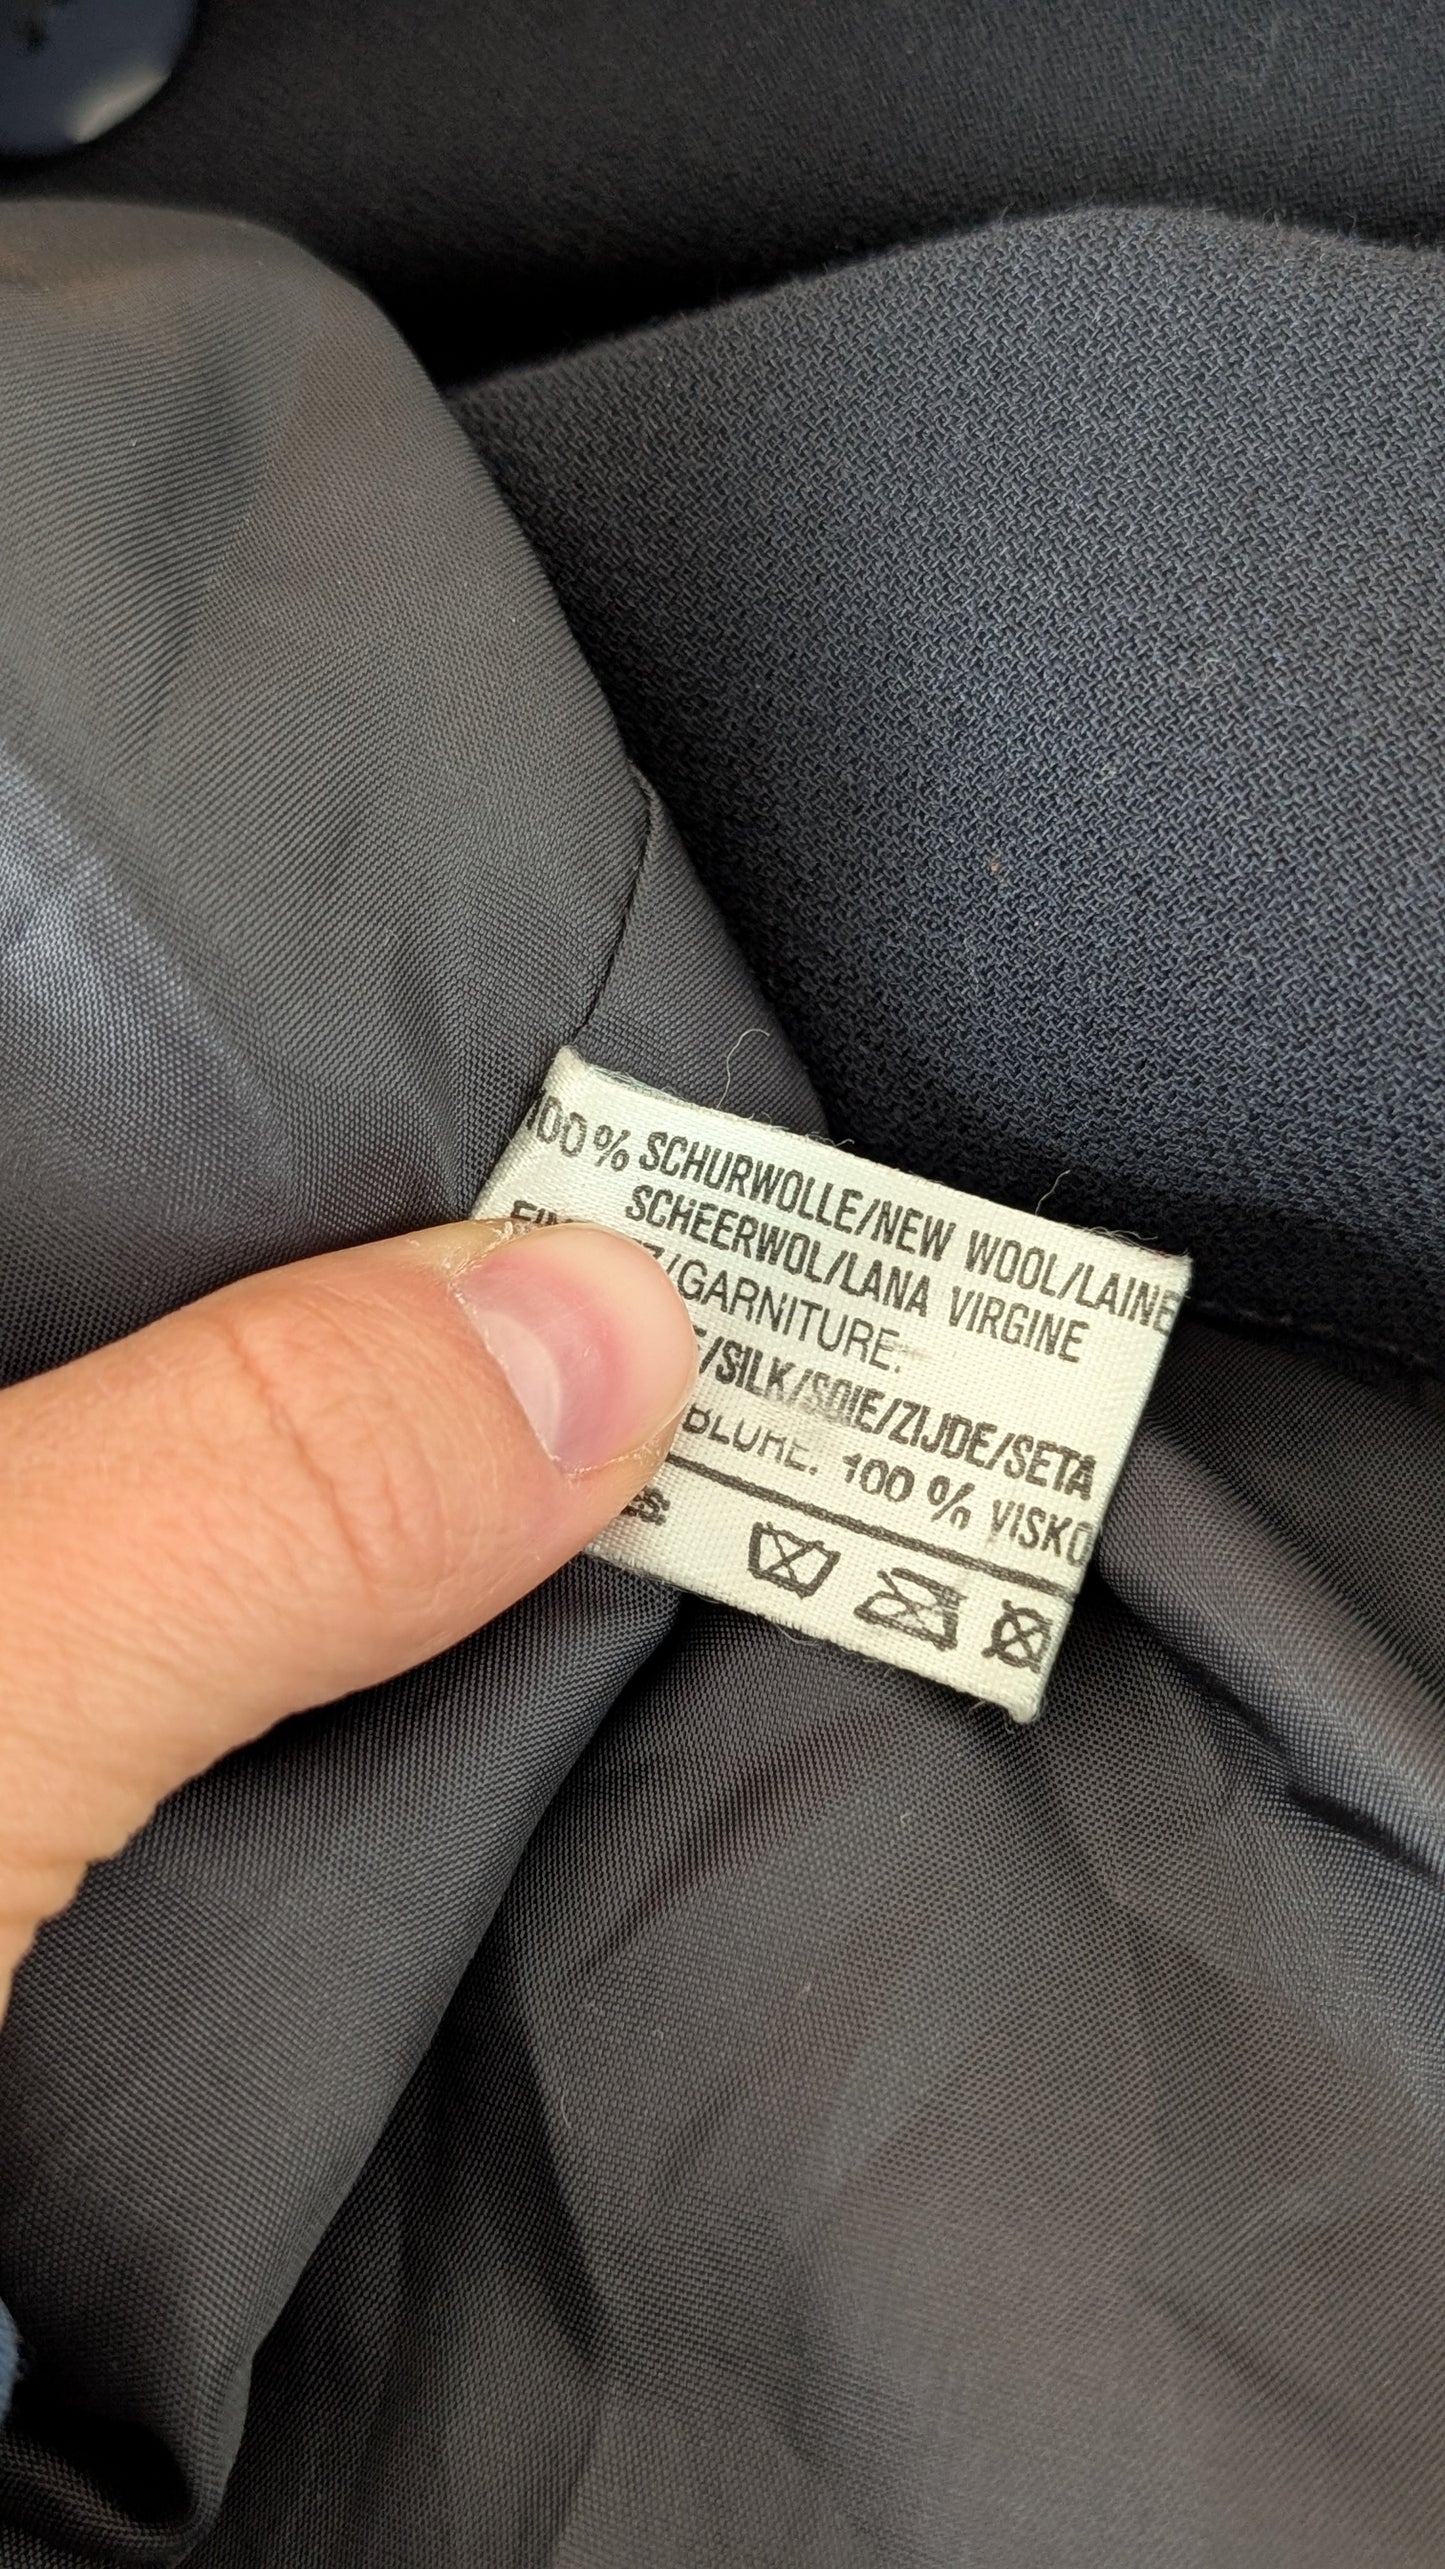 100 % SCHURWOLLE/NEW WOOL/LAINE
SCHEERWOL/LANA VIRGINE
/GARNITURE:
/SILK/SOIE/ZIJDE/SETA
100 % VISKO